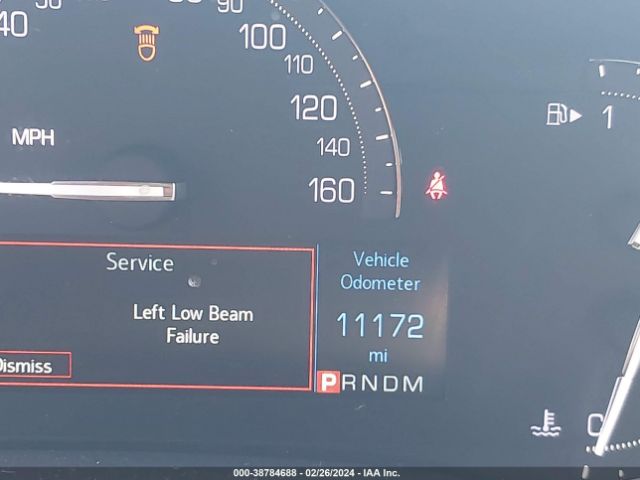 40
90
100
110
120
140
160
MPH
1
Service
Left Low Beam
Failure
Dismiss
Vehicle
Odometer
11172
mi
PRNDM
C
000-38784688 - 02/26/2024 - IAA Inc.